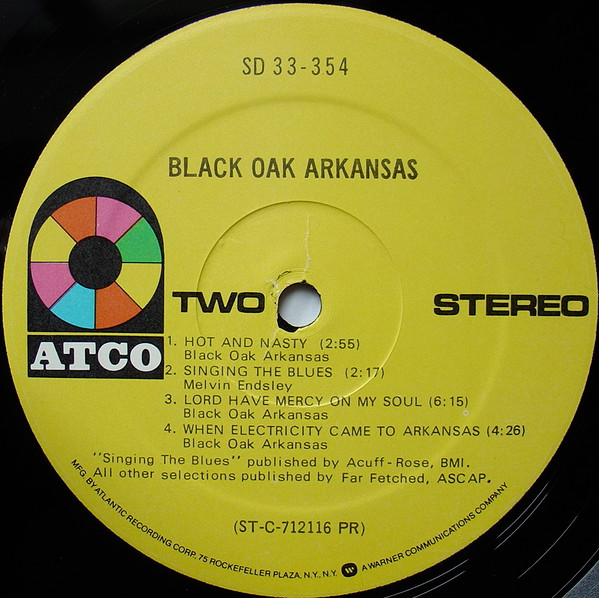 SD 33-354
BLACK OAK ARKANSAS
ATCO
TWO
STEREO
1. HOT AND NASTY (2:55)
Black Oak Arkansas
2. SINGING THE BLUES (2:17)
Melvin Endsley
3. LORD HAVE MERCY ON MY SOUL (6:15)
Black Oak Arkansas
4. WHEN ELECTRICITY CAME TO ARKANSAS (4:26)
Black Oak Arkansas
"Singing The Blues" published by Acuff-Rose, BMI.
All other selections published by Far Fetched, ASCAP.
(ST-C-712116 PR)
MFG. BY ATLANTIC RECORDING CORP. 75 ROCKEFELLER PLAZA, N.Y., N.Y. W A WARNER COMMUNICATIONS COMPANY